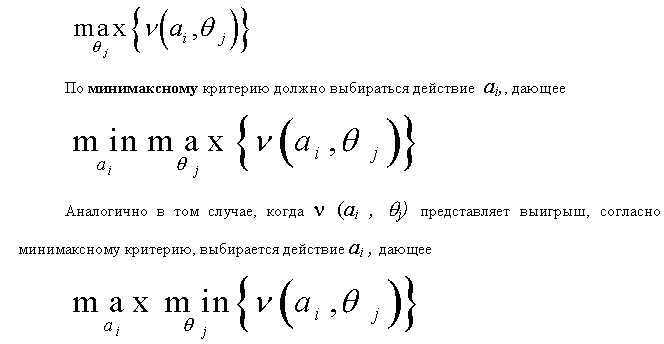 max_{θ_j}{ν(a_i,θ_j)}
По минимаксному критерию должно выбираться действие a_i, , дающее
min_{a_i} max_{θ_j}{ν(a_i,θ_j)}
Аналогично в том случае, когда ν (a_i , θ_j) представляет выигрыш, согласно
минимаксному критерию, выбирается действие a_i , дающее
max_{a_i} min_{θ_j}{ν(a_i,θ_j)}